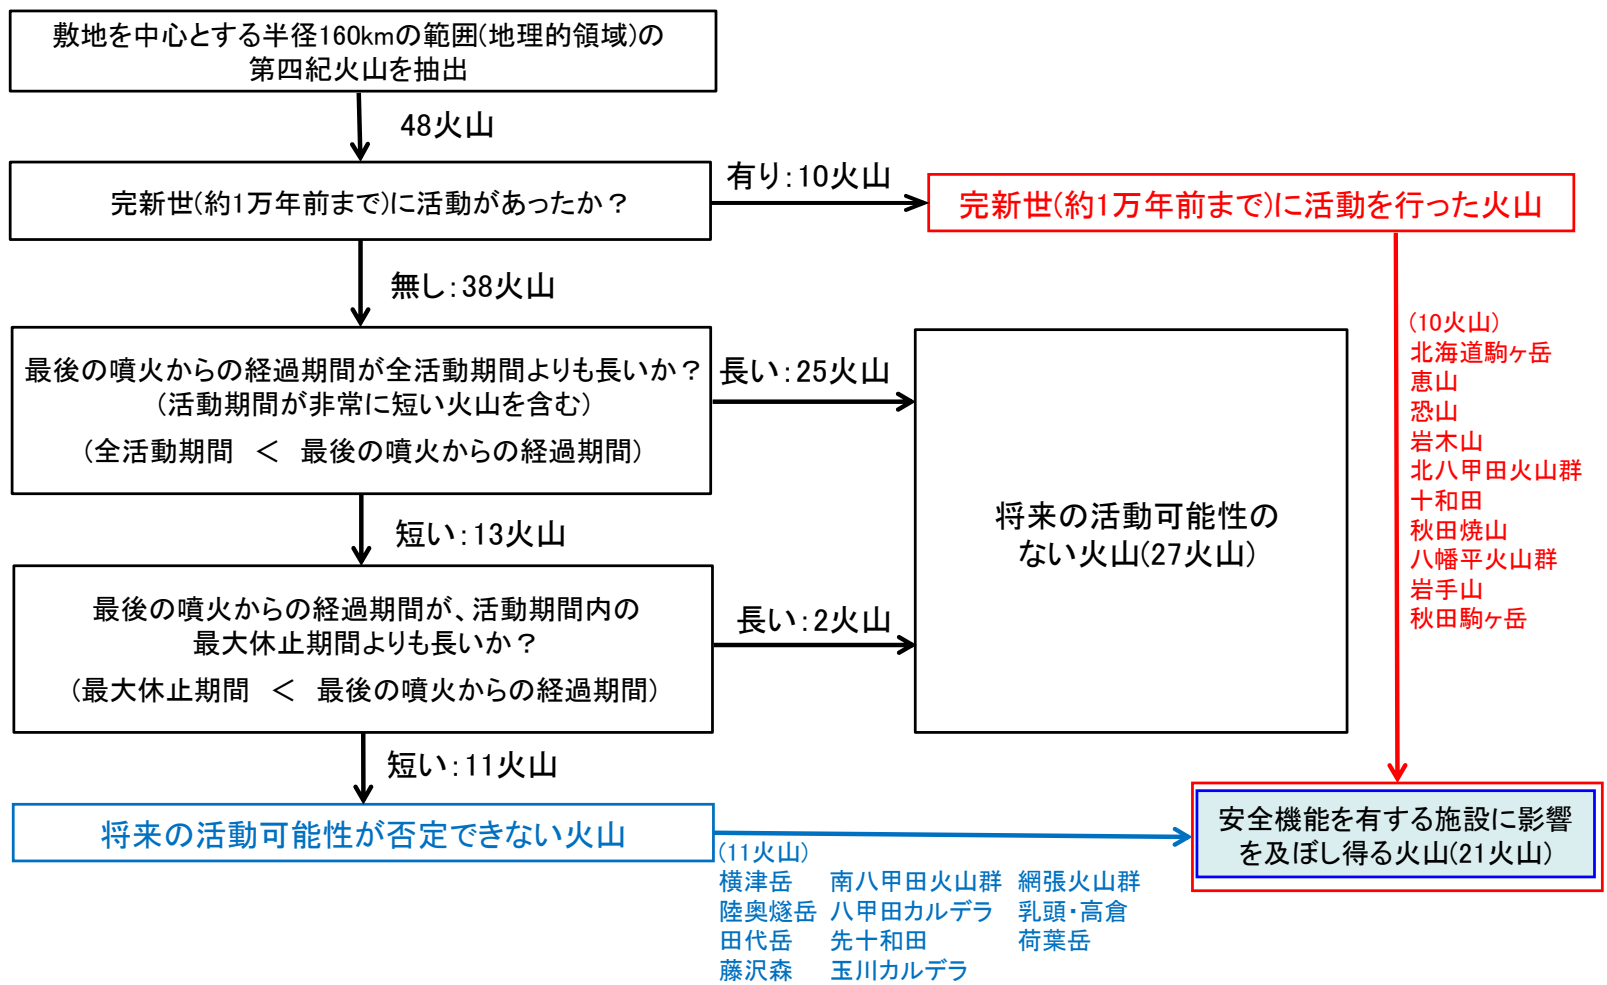 敷地を中心とする半径160kmの範囲(地理的領域)の
第四紀火山を抽出
48火山
完新世(約1万年前まで)に活動があったか？
有り：10火山
完新世(約1万年前まで)に活動を行った火山
無し：38火山
(10火山)
北海道駒ヶ岳
恵山
恐山
岩木山
北八甲田火山群
十和田
秋田焼山
八幡平火山群
岩手山
秋田駒ヶ岳
最後の噴火からの経過期間が全活動期間よりも長いか？
(活動期間が非常に短い火山を含む)
(全活動期間　＜　最後の噴火からの経過期間)
長い：25火山
将来の活動可能性の
ない火山(27火山)
短い：13火山
最後の噴火からの経過期間が、活動期間内の
最大休止期間よりも長いか？
(最大休止期間　＜　最後の噴火からの経過期間)
長い：2火山
短い：11火山
将来の活動可能性が否定できない火山
(11火山)
横津岳　南八甲田火山群　網張火山群
陸奥燧岳　八甲田カルデラ　乳頭・高倉
田代岳　先十和田　荷葉岳
藤沢森　玉川カルデラ
安全機能を有する施設に影響
を及ぼし得る火山(21火山)